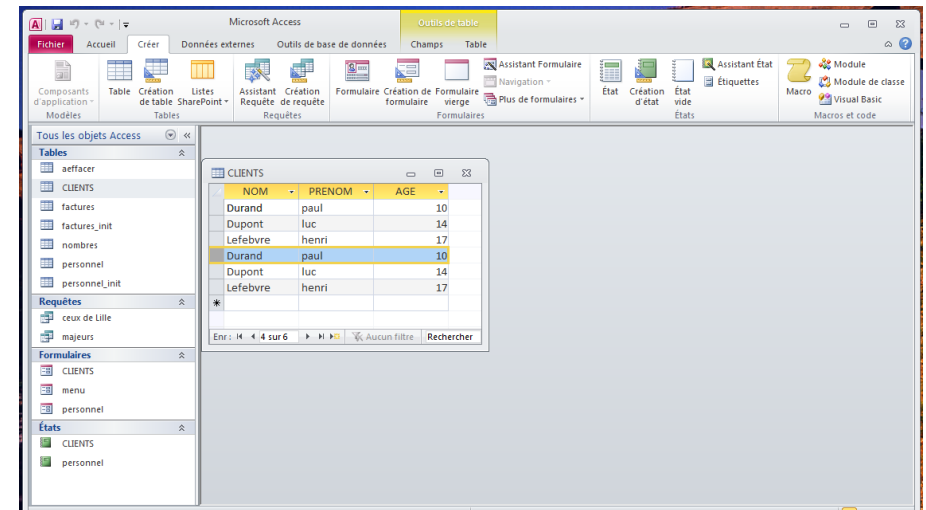 Microsoft Access
Outils de table
Fichier Accueil Créer Données externes Outils de base de données Champs Table
Composants d'application
Table
Création de table
Listes SharePoint
Modèles
Tables
Assistant Requête
Création de requête
Requêtes
Formulaire
Création de formulaire
Formulaire vierge
Assistant Formulaire
Navigation
Plus de formulaires
Formulaires
État
Création d'état
État vide
Assistant État
Étiquettes
États
Macro
Module
Module de classe
Visual Basic
Macros et code
Tous les objets Access
Tables
aeffacer
CLIENTS
factures
factures_init
nombres
personnel
personnel_init
Requêtes
ceux de Lille
majeurs
Formulaires
CLIENTS
menu
personnel
États
CLIENTS
personnel
CLIENTS
NOM PRENOM AGE
Durand paul 10
Dupont luc 14
Lefebvre henri 17
Durand paul 10
Dupont luc 14
Lefebvre henri 17
Enr : 4 sur 6 Aucun filtre Rechercher